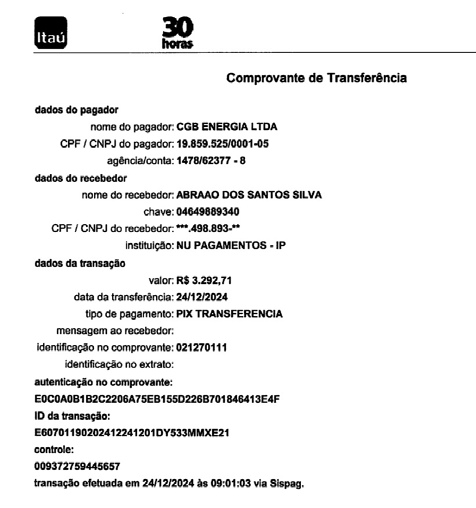 Itaú
30
horas
Comprovante de Transferência
dados do pagador
nome do pagador: CGB ENERGIA LTDA
CPF / CNPJ do pagador: 19.859.525/0001-05
agência/conta: 1478/62377 - 8
dados do recebedor
nome do recebedor: ABRAAO DOS SANTOS SILVA
chave: 04649889340
CPF / CNPJ do recebedor: ***.498.893-**
instituição: NU PAGAMENTOS - IP
dados da transação
valor: R$ 3.292,71
data da transferência: 24/12/2024
tipo de pagamento: PIX TRANSFERENCIA
mensagem ao recebedor:
identificação no comprovante: 021270111
identificação no extrato:
autenticação no comprovante:
E0C0A0B1B2C2206A75EB155D226B701846413E4F
ID da transação:
E60701190202412241201DY533MMXE21
controle:
009372759445657
transação efetuada em 24/12/2024 às 09:01:03 via Sispag.